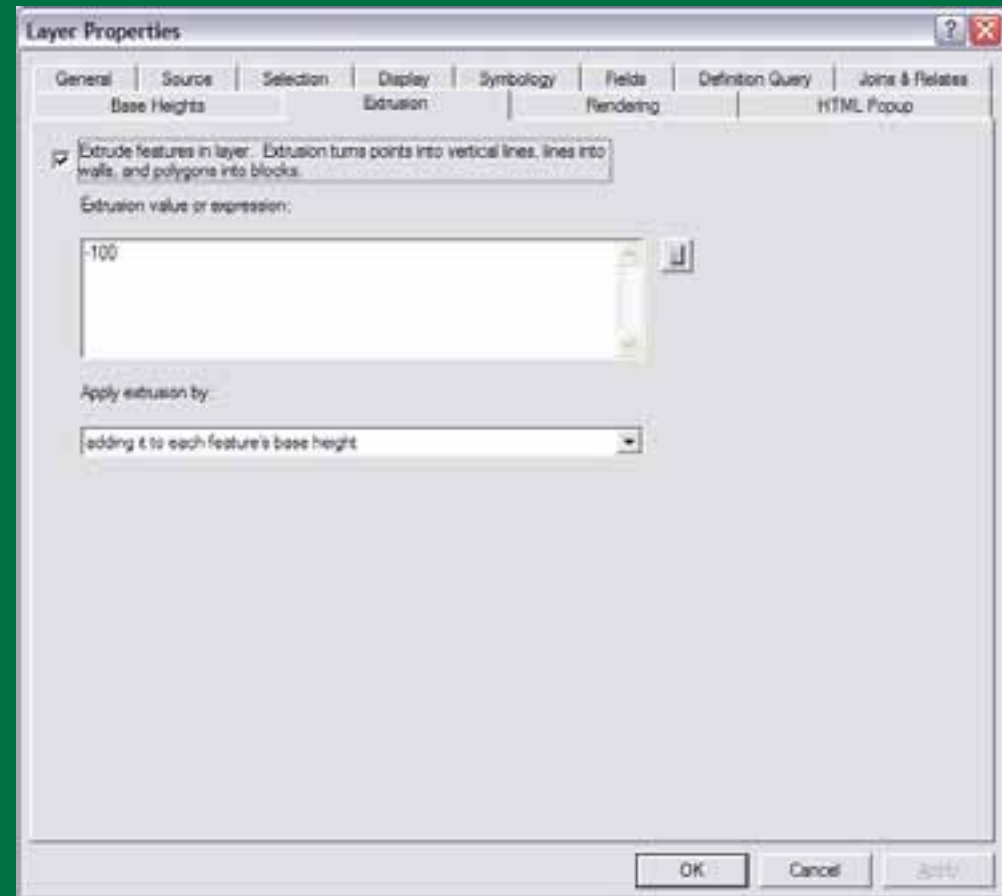 Layer Properties
General Source Selection Display Symbology Fields Definition Query Joins & Relates
Base Heights Extrusion Rendering HTML Popup
Extrude features in layer. Extrusion turns points into vertical lines, lines into
walls, and polygons into blocks.
Extrusion value or expression:
-100
Apply extrusion by:
adding it to each feature's base height
OK Cancel Apply